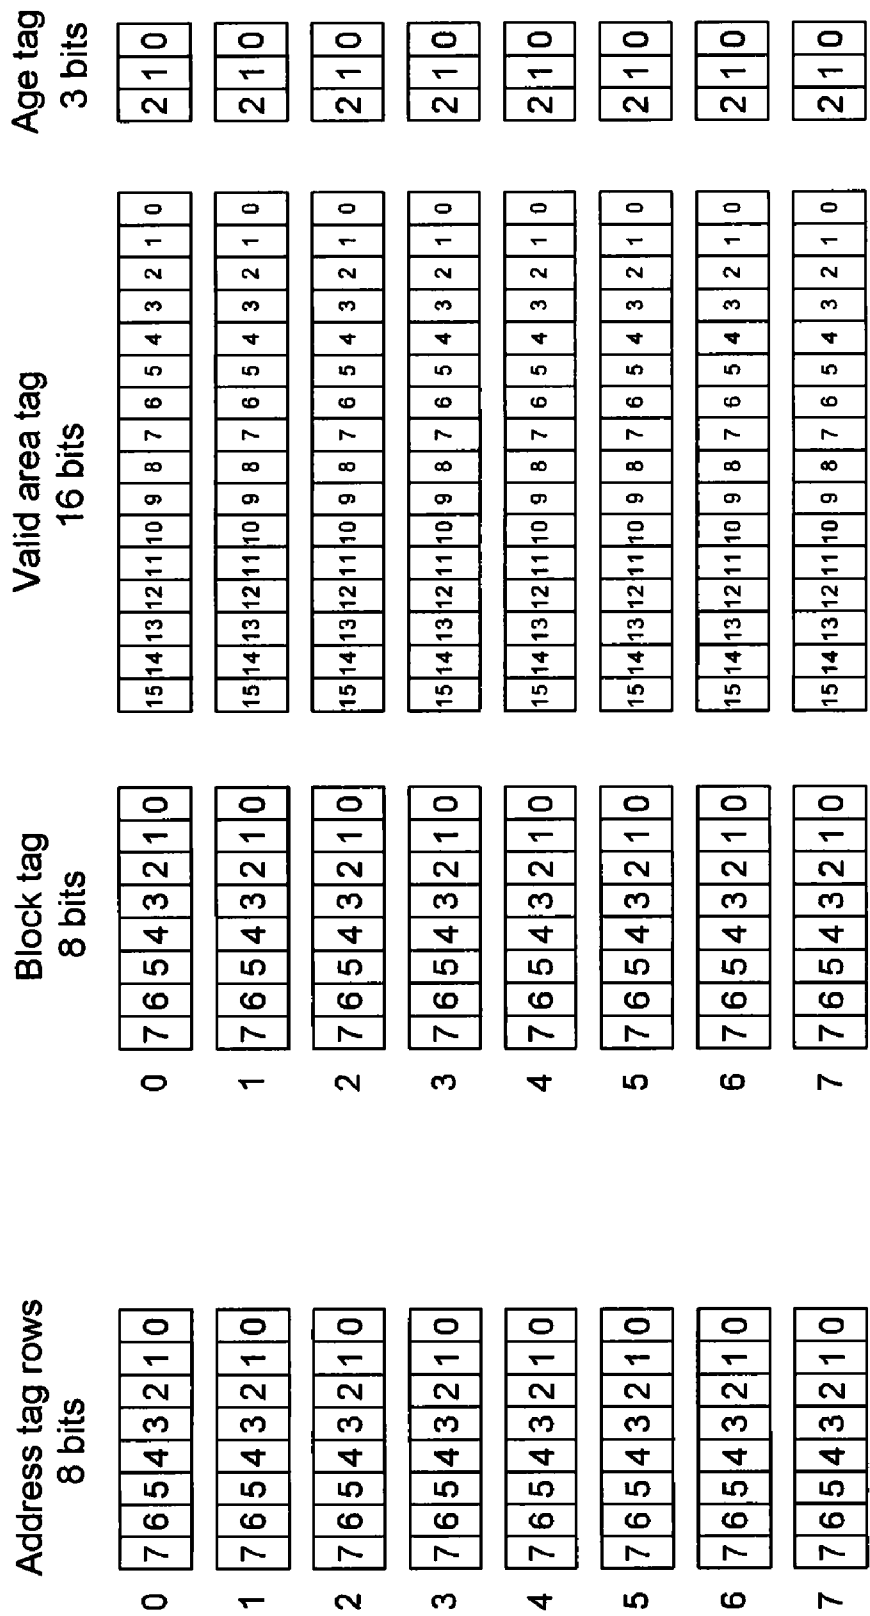 Address tag rows Block tag Valid area tag Age tag
8 bits 8 bits 16 bits 3 bits
0 7 6 5 4 3 2 1 0 0 7 6 5 4 3 2 1 0 15 14 13 12 11 10 9 8 7 6 5 4 3 2 1 0 2 1 0
1 7 6 5 4 3 2 1 0 1 7 6 5 4 3 2 1 0 15 14 13 12 11 10 9 8 7 6 5 4 3 2 1 0 2 1 0
2 7 6 5 4 3 2 1 0 2 7 6 5 4 3 2 1 0 15 14 13 12 11 10 9 8 7 6 5 4 3 2 1 0 2 1 0
3 7 6 5 4 3 2 1 0 3 7 6 5 4 3 2 1 0 15 14 13 12 11 10 9 8 7 6 5 4 3 2 1 0 2 1 0
4 7 6 5 4 3 2 1 0 4 7 6 5 4 3 2 1 0 15 14 13 12 11 10 9 8 7 6 5 4 3 2 1 0 2 1 0
5 7 6 5 4 3 2 1 0 5 7 6 5 4 3 2 1 0 15 14 13 12 11 10 9 8 7 6 5 4 3 2 1 0 2 1 0
6 7 6 5 4 3 2 1 0 6 7 6 5 4 3 2 1 0 15 14 13 12 11 10 9 8 7 6 5 4 3 2 1 0 2 1 0
7 7 6 5 4 3 2 1 0 7 7 6 5 4 3 2 1 0 15 14 13 12 11 10 9 8 7 6 5 4 3 2 1 0 2 1 0